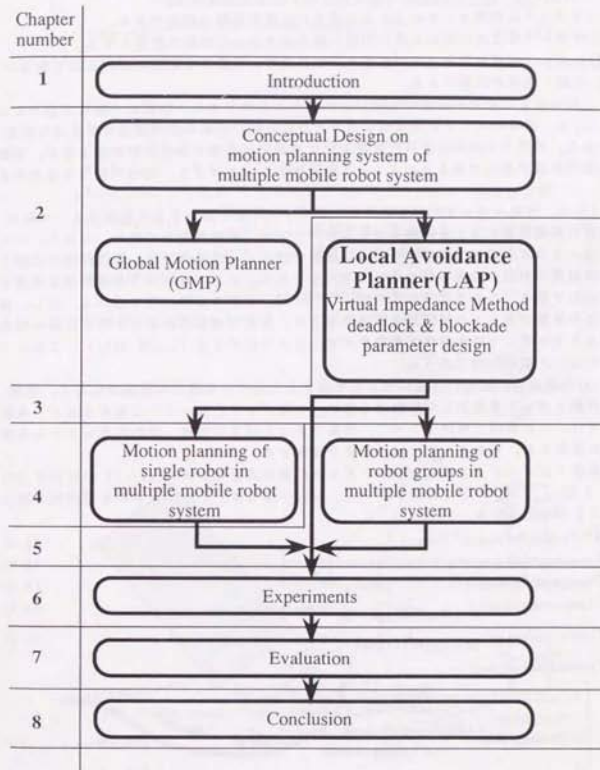 Chapter
number
1
Introduction
Conceptual Design on
motion planning system of
multiple mobile robot system
2
Global Motion Planner
(GMP)
Local Avoidance
Planner(LAP)
Virtual Impedance Method
deadlock & blockade
parameter design
3
Motion planning of
single robot in
multiple mobile robot
system
Motion planning of
robot groups in
multiple mobile robot
system
4
5
6
Experiments
7
Evaluation
8
Conclusion